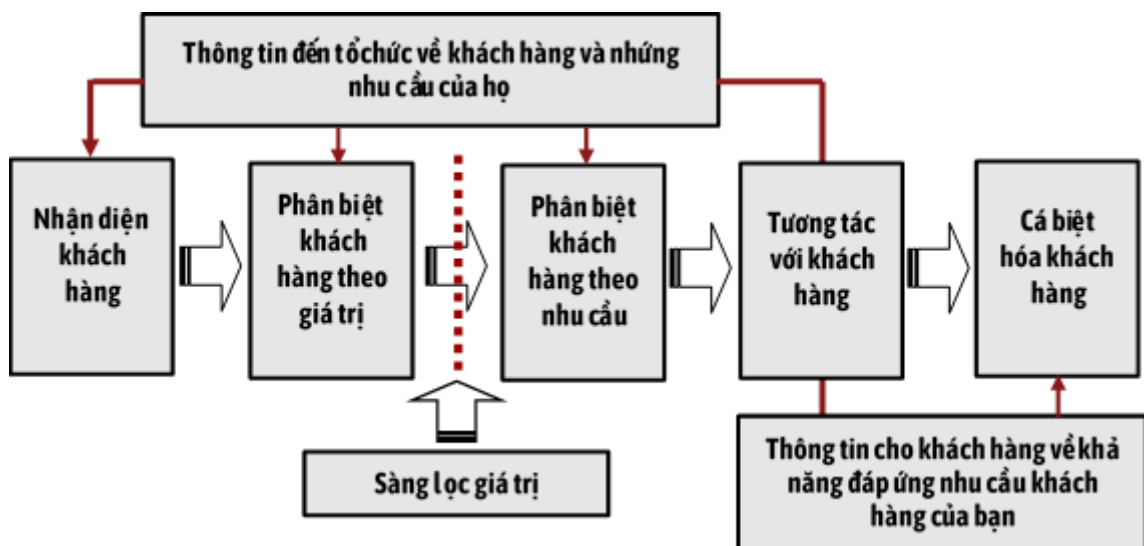 Thông tin đến tổchức về khách hàng và nhứng
nhu cầu của họ
Nhận diện
khách
hàng
Phân biệt
khách
hàng theo
giá trị
Phân biệt
khách
hàng theo
nhu cầu
Tương tác
với khách
hàng
Cá biệt
hóa khách
hàng
Sàng lọc giá trị
Thông tin cho khách hàng về khả
năng đáp ứng nhu cầu khách
hàng của bạn